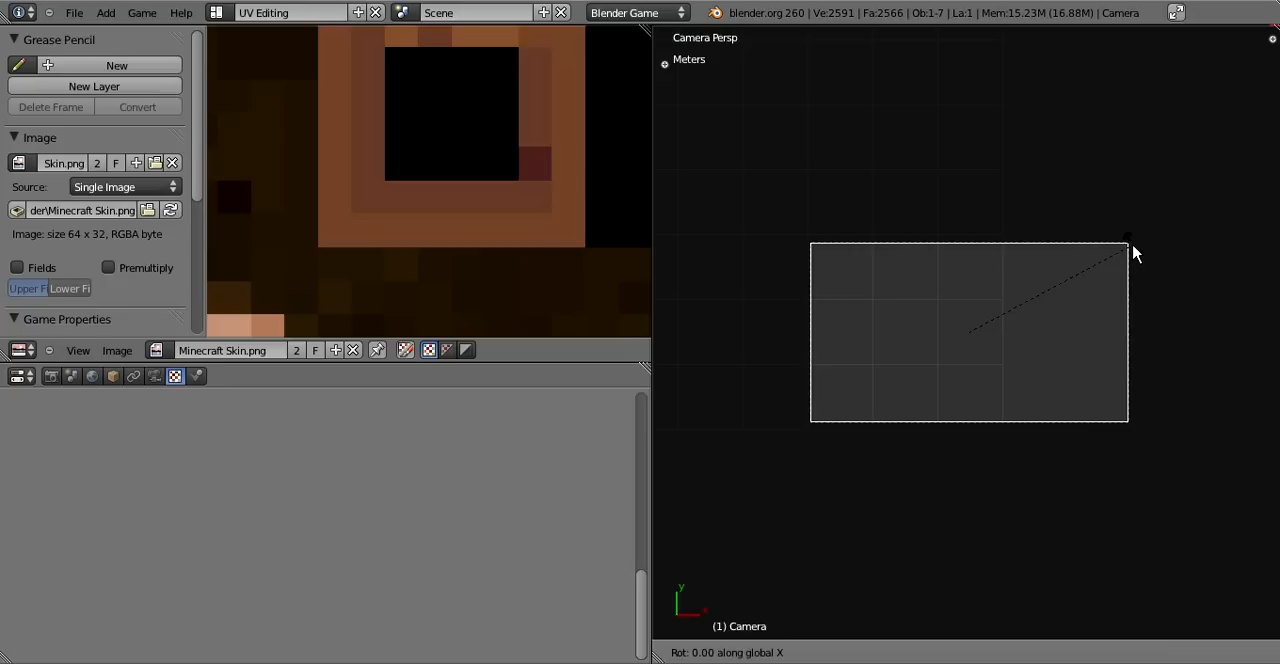 File Add Game Help UV Editing Scene Blender Game blender.org 260 | Ve:2591 | Fa:2566 | Ob:1-7 | La:1 | Mem:15.23M (16.88M) | Camera
Grease Pencil
New
New Layer
Delete Frame Convert
Image
Skin.png 2 F
Source: Single Image
der\Minecraft Skin.png
Image: size 64 x 32, RGBA byte
Fields Premultiply
Upper Fi Lower Fi
Game Properties
View Image Minecraft Skin.png 2 F
Camera Persp
Meters
y
x
(1) Camera
Rot: 0.00 along global X